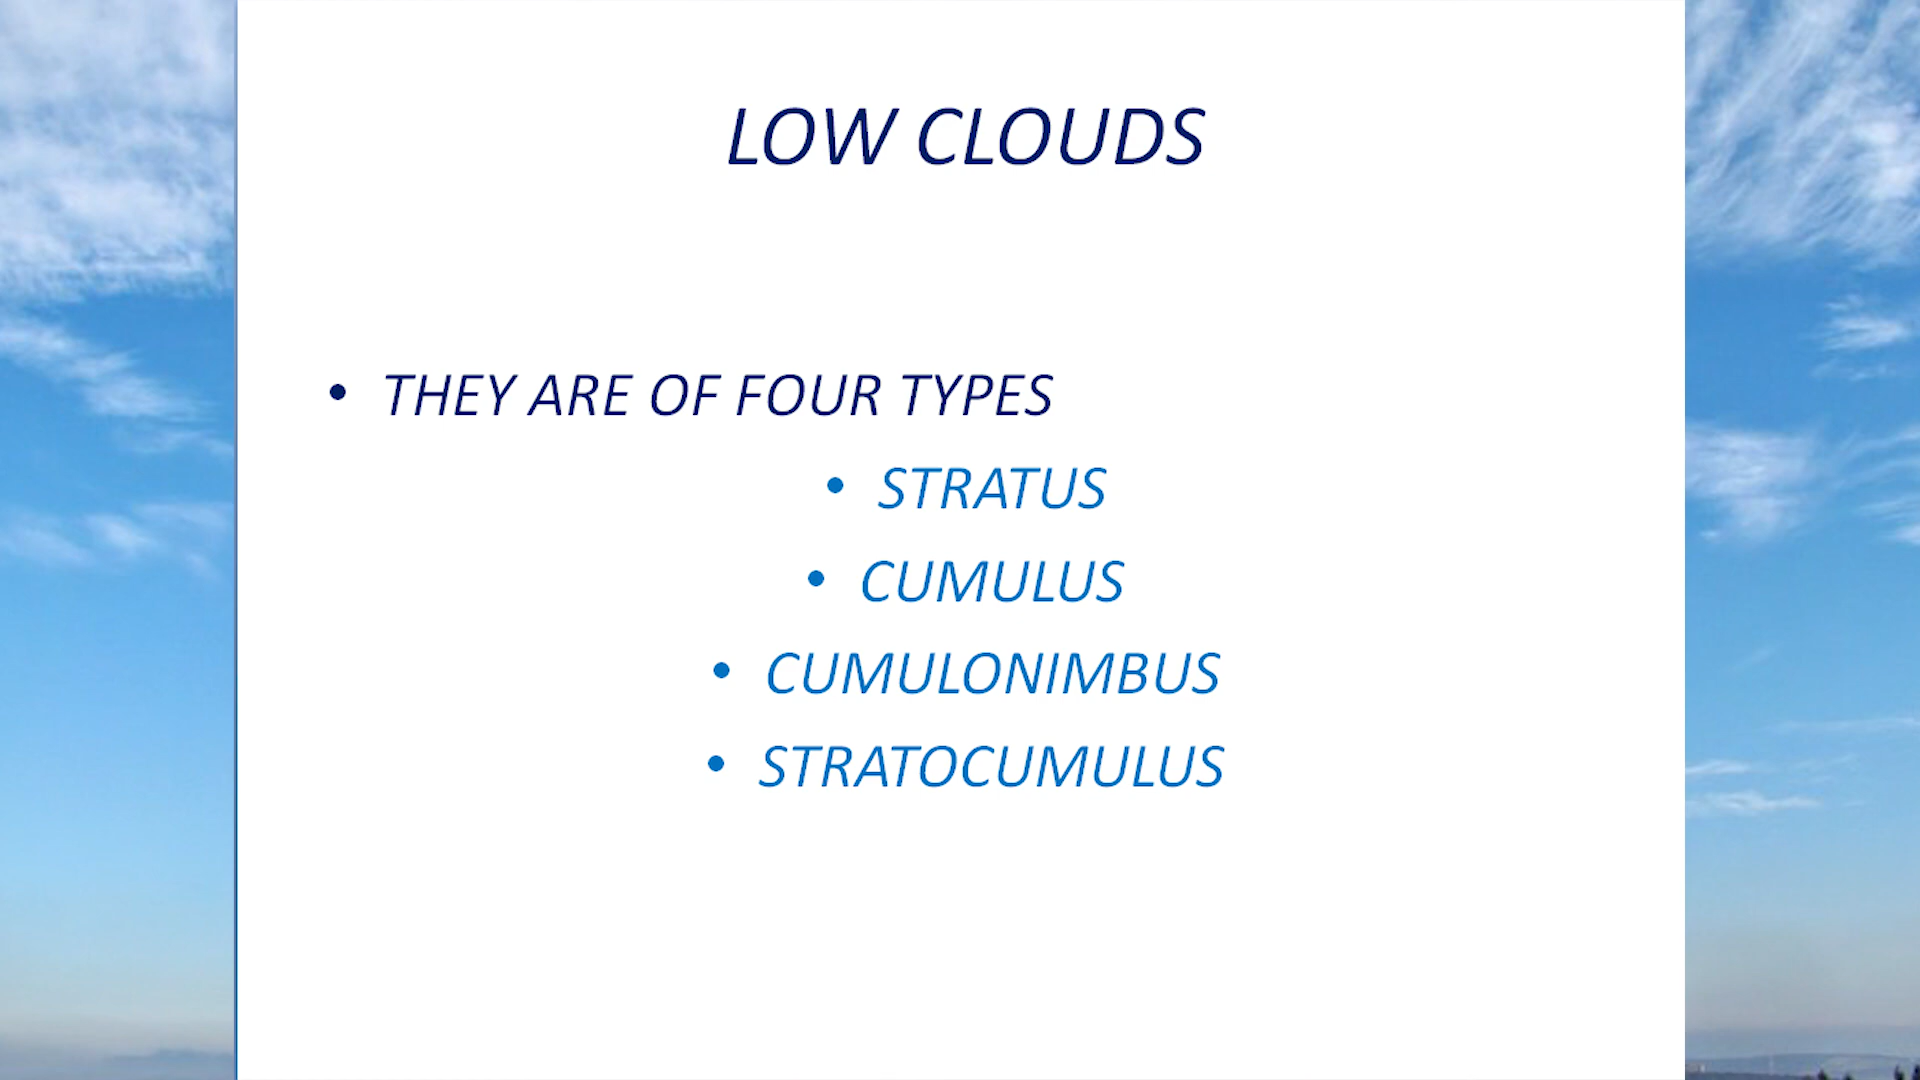 LOW CLOUDS
• THEY ARE OF FOUR TYPES
• STRATUS
• CUMULUS
• CUMULONIMBUS
• STRATOCUMULUS